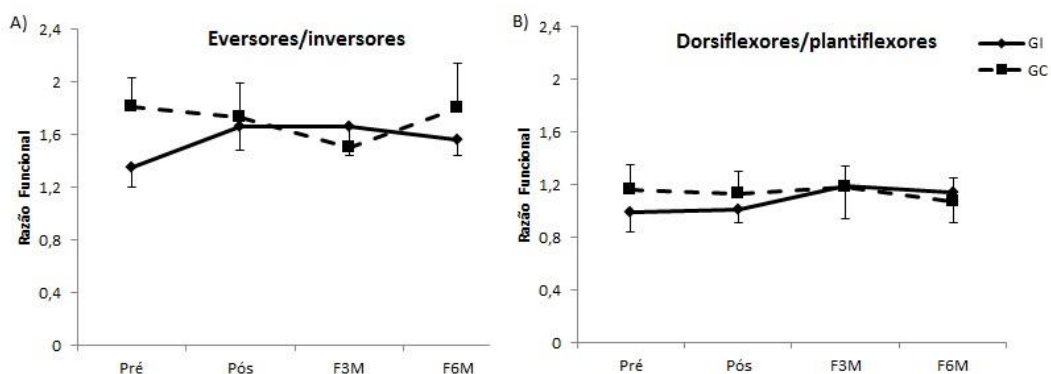 A)
Eversores/inversores
Razão Funcional
2,4
2
1,6
1,2
0,8
0,4
0
Pré Pós F3M F6M
B)
Dorsiflexores/plantiflexores
GI
GC
Razão Funcional
2,4
2
1,6
1,2
0,8
0,4
0
Pré Pós F3M F6M